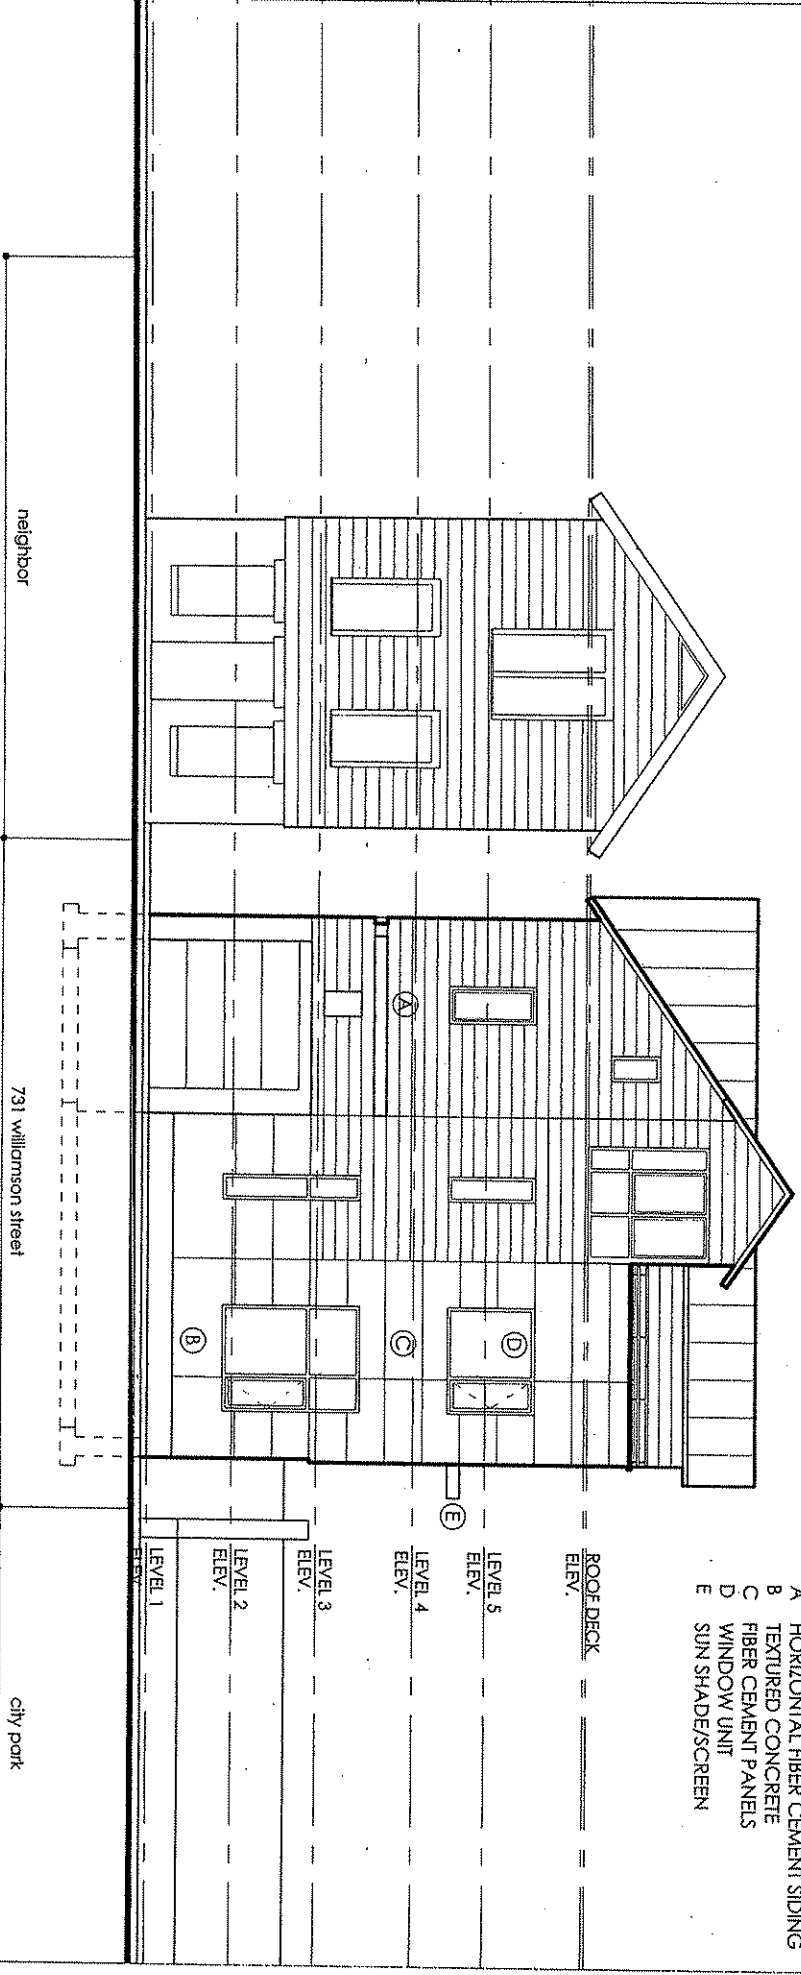 A HORIZONTAL FIBER CEMENT SIDING
B TEXTURED CONCRETE
C FIBER CEMENT PANELS
D WINDOW UNIT
E SUN SHADE/SCREEN
ROOF DECK
ELEV.
LEVEL 5
ELEV.
LEVEL 4
ELEV.
LEVEL 3
ELEV.
LEVEL 2
ELEV.
LEVEL 1
ELEV.
A
B
C
D
E
neighbor
731 williamson street
city park